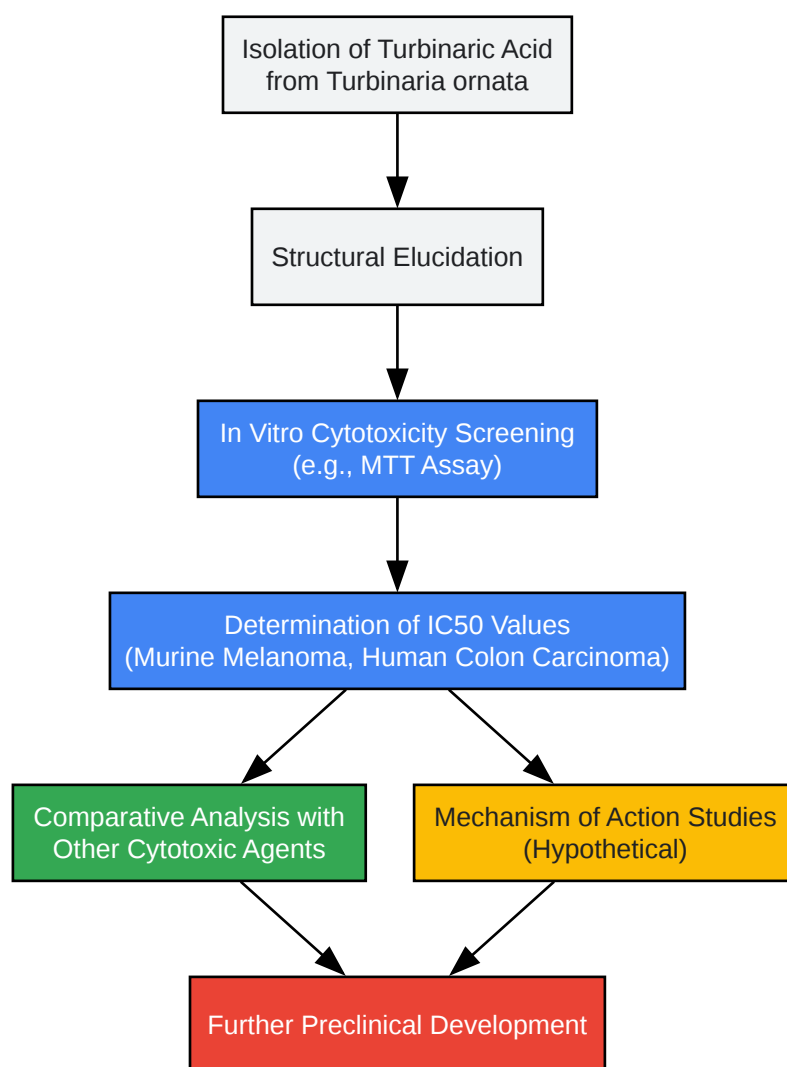 Isolation of Turbinaric Acid
from Turbinaria ornata
Structural Elucidation
In Vitro Cytotoxicity Screening
(e.g., MTT Assay)
Determination of IC50 Values
(Murine Melanoma, Human Colon Carcinoma)
Comparative Analysis with
Other Cytotoxic Agents
Mechanism of Action Studies
(Hypothetical)
Further Preclinical Development